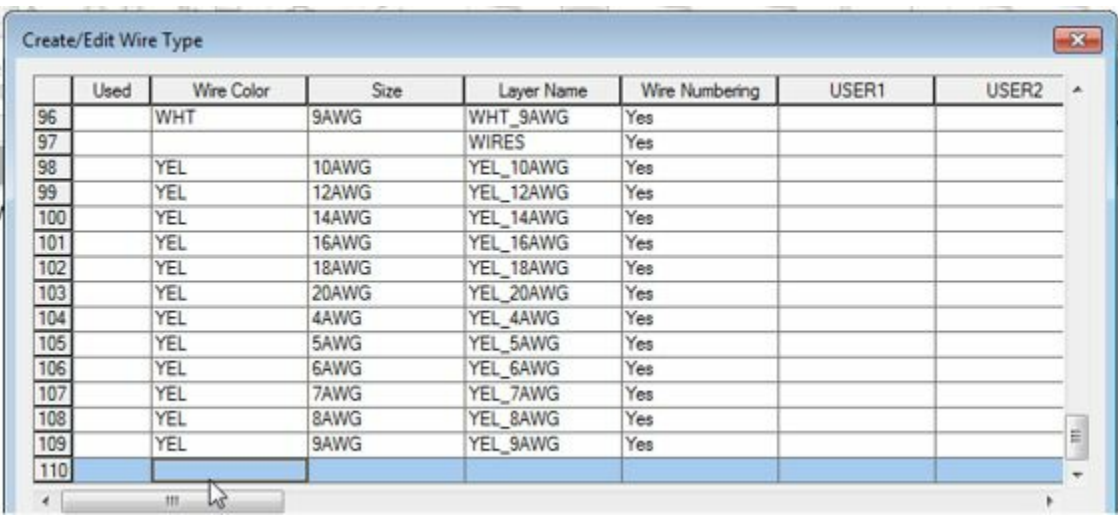 Create/Edit Wire Type
Used Wire Color Size Layer Name Wire Numbering USER1 USER2
96 WHT 9AWG WHT_9AWG Yes
97 WIRES Yes
98 YEL 10AWG YEL_10AWG Yes
99 YEL 12AWG YEL_12AWG Yes
100 YEL 14AWG YEL_14AWG Yes
101 YEL 16AWG YEL_16AWG Yes
102 YEL 18AWG YEL_18AWG Yes
103 YEL 20AWG YEL_20AWG Yes
104 YEL 4AWG YEL_4AWG Yes
105 YEL 5AWG YEL_5AWG Yes
106 YEL 6AWG YEL_6AWG Yes
107 YEL 7AWG YEL_7AWG Yes
108 YEL 8AWG YEL_8AWG Yes
109 YEL 9AWG YEL_9AWG Yes
110